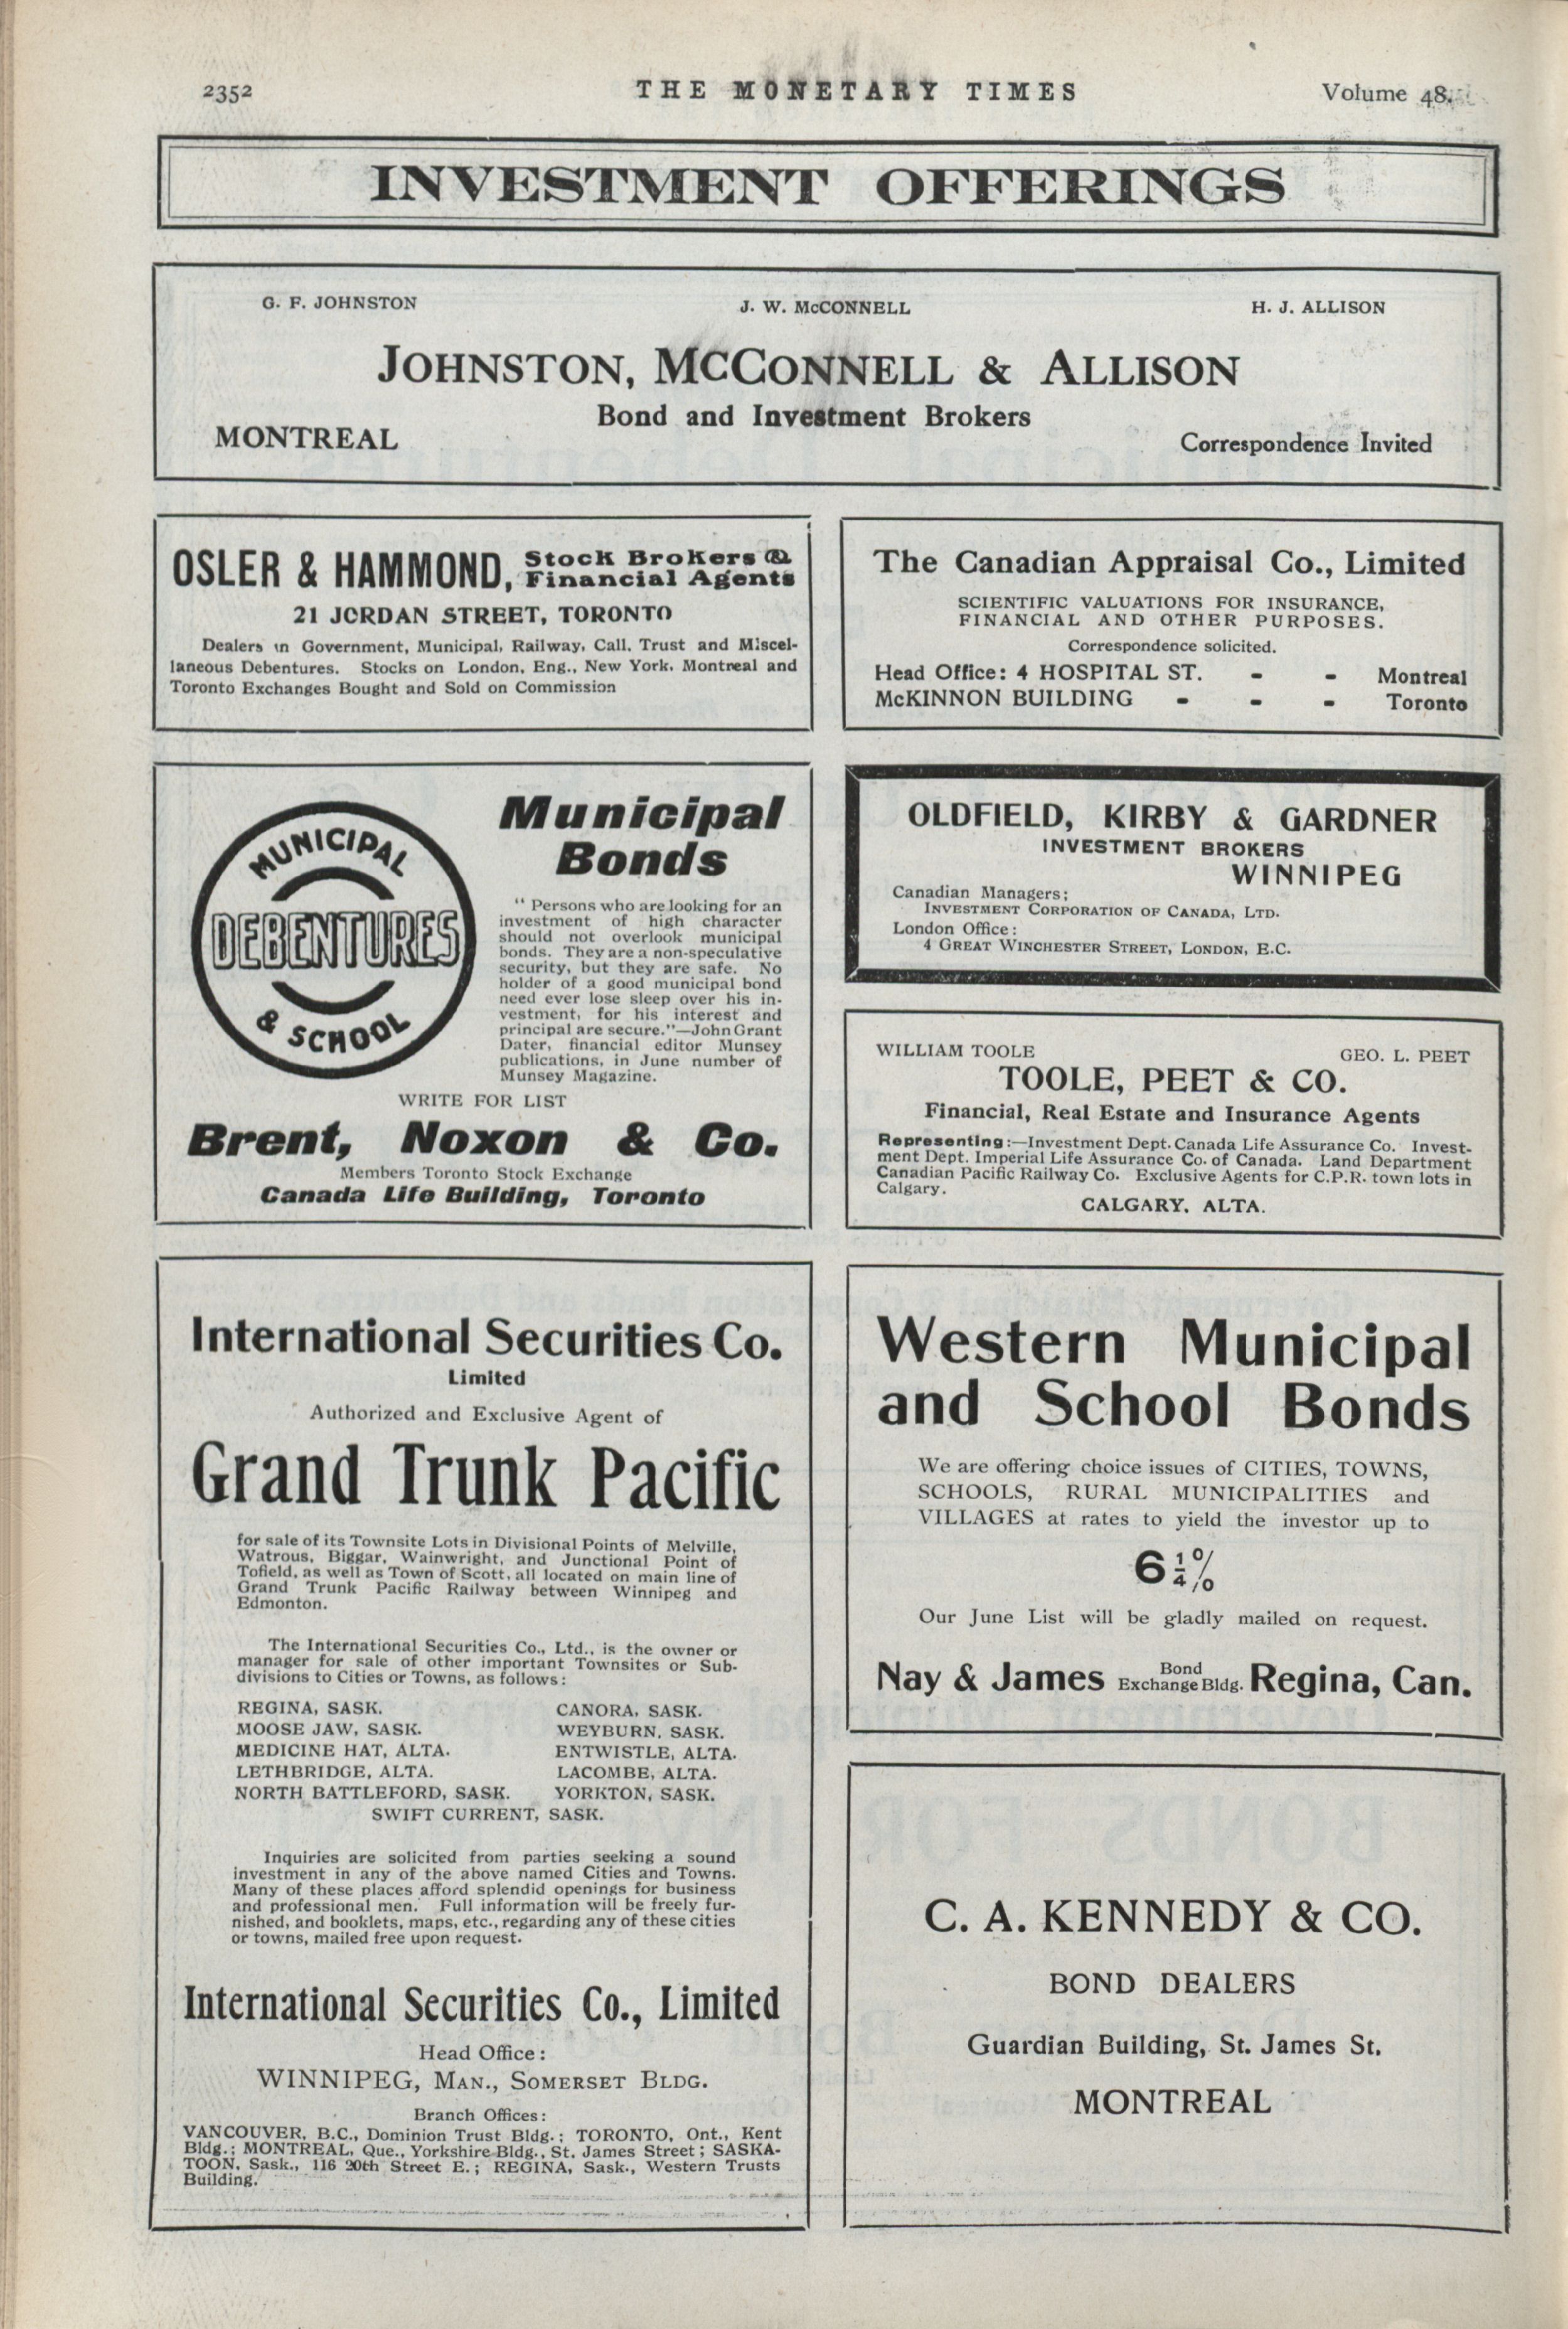 2352
THE MONETARY TIMES
Volume 48.
INVESTMENT OFFERINGS
G. F. JOHNSTON
J. W. McCONNELL
H. J. ALLISON
JOHNSTON, MCCONNELL & ALLISON
Bond and Investment Brokers
MONTREAL
Correspondence Invited
OSLER & HAMMOND, Stock Brokers &
Financial Agents
21 JORDAN STREET, TORONTO
Dealers in Government, Municipal, Railway, Call, Trust and Miscel-
laneous Debentures. Stocks on London, Eng., New York, Montreal and
Toronto Exchanges Bought and Sold on Commission
The Canadian Appraisal Co., Limited
SCIENTIFIC VALUATIONS FOR INSURANCE,
FINANCIAL AND OTHER PURPOSES.
Correspondence solicited.
Head Office: 4 HOSPITAL ST. - - Montreal
McKINNON BUILDING - - - Toronto
MUNICIPAL
DEBENTURES
& SCHOOL
Municipal
Bonds
" Persons who are looking for an
investment of high character
should not overlook municipal
bonds. They are a non-speculative
security, but they are safe. No
holder of a good municipal bond
need ever lose sleep over his in-
vestment, for his interest and
principal are secure."—John Grant
Dater, financial editor Munsey
publications, in June number of
Munsey Magazine.
WRITE FOR LIST
Brent, Noxon & Co.
Members Toronto Stock Exchange
Canada Life Building, Toronto
OLDFIELD, KIRBY & GARDNER
INVESTMENT BROKERS
WINNIPEG
Canadian Managers;
INVESTMENT CORPORATION OF CANADA, LTD.
London Office:
4 GREAT WINCHESTER STREET, LONDON, E.C.
WILLIAM TOOLE
GEO. L. PEET
TOOLE, PEET & CO.
Financial, Real Estate and Insurance Agents
Representing:—Investment Dept. Canada Life Assurance Co. Invest-
ment Dept. Imperial Life Assurance Co. of Canada. Land Department
Canadian Pacific Railway Co. Exclusive Agents for C.P.R. town lots in
Calgary.
CALGARY, ALTA.
International Securities Co.
Limited
Authorized and Exclusive Agent of
Grand Trunk Pacific
for sale of its Townsite Lots in Divisional Points of Melville,
Watrous, Biggar, Wainwright, and Junctional Point of
Tofield, as well as Town of Scott, all located on main line of
Grand Trunk Pacific Railway between Winnipeg and
Edmonton.
The International Securities Co., Ltd., is the owner or
manager for sale of other important Townsites or Sub-
divisions to Cities or Towns, as follows:
REGINA, SASK.
CANORA, SASK.
MOOSE JAW, SASK.
WEYBURN, SASK.
MEDICINE HAT, ALTA.
ENTWISTLE, ALTA.
LETHBRIDGE, ALTA.
LACOMBE, ALTA.
NORTH BATTLEFORD, SASK.
YORKTON, SASK.
SWIFT CURRENT, SASK.
Inquiries are solicited from parties seeking a sound
investment in any of the above named Cities and Towns.
Many of these places afford splendid openings for business
and professional men. Full information will be freely fur-
nished, and booklets, maps, etc., regarding any of these cities
or towns, mailed free upon request.
International Securities Co., Limited
Head Office:
WINNIPEG, MAN., SOMERSET BLDG.
Branch Offices:
VANCOUVER, B.C., Dominion Trust Bldg.; TORONTO, Ont., Kent
Bldg.; MONTREAL, Que., Yorkshire Bldg., St. James Street; SASKA-
TOON, Sask., 116 20th Street E.; REGINA, Sask., Western Trusts
Building.
Western Municipal
and School Bonds
We are offering choice issues of CITIES, TOWNS,
SCHOOLS, RURAL MUNICIPALITIES and
VILLAGES at rates to yield the investor up to
6¼%
Our June List will be gladly mailed on request.
Nay & James Bond Exchange Bldg. Regina, Can.
C. A. KENNEDY & CO.
BOND DEALERS
Guardian Building, St. James St.
MONTREAL